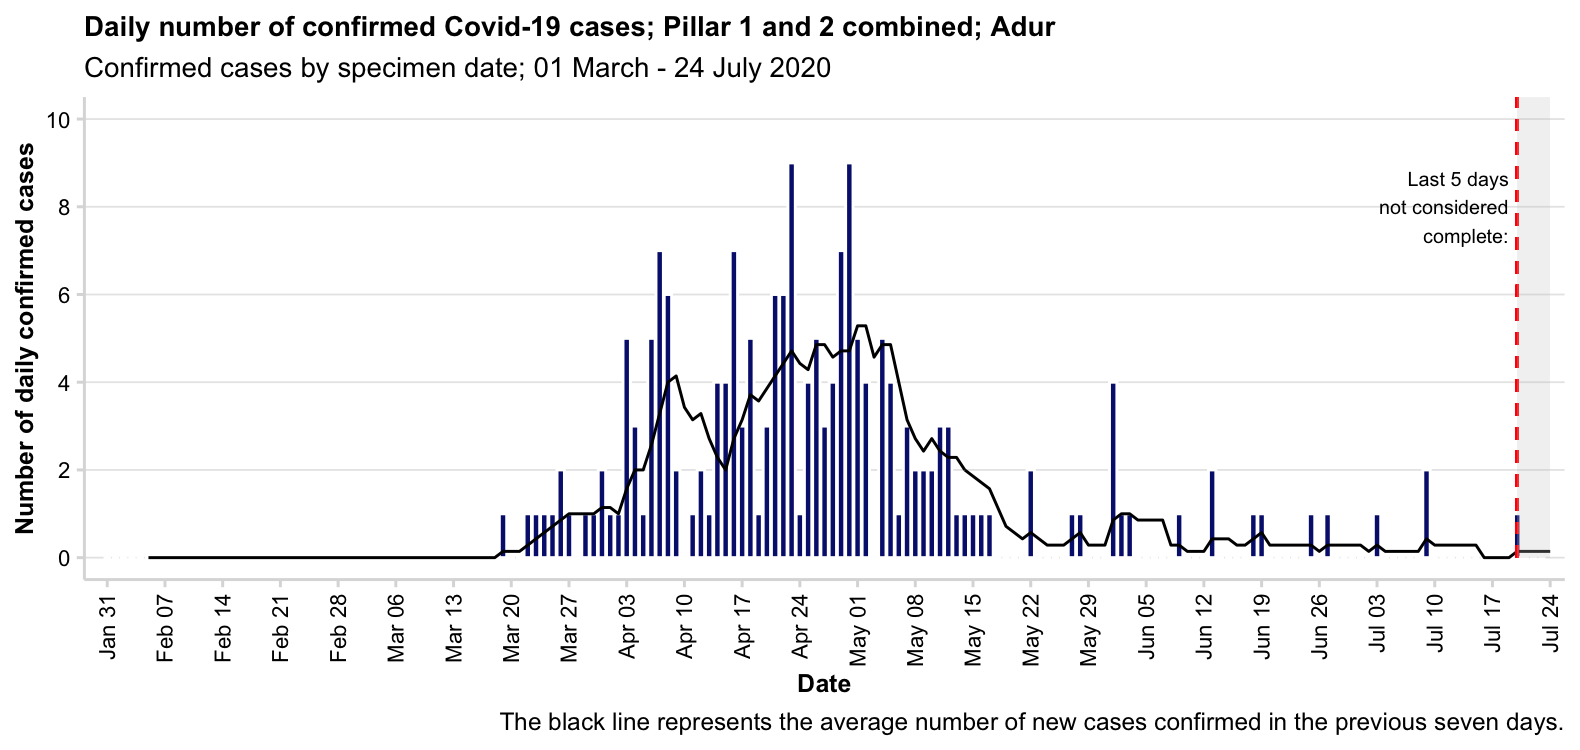 Daily number of confirmed Covid-19 cases; Pillar 1 and 2 combined; Adur
Confirmed cases by specimen date; 01 March - 24 July 2020
Number of daily confirmed cases
10
8
6
4
2
0
Last 5 days
not considered
complete:
Jan 31
Feb 07
Feb 14
Feb 21
Feb 28
Mar 06
Mar 13
Mar 20
Mar 27
Apr 03
Apr 10
Apr 17
Apr 24
May 01
May 08
May 15
May 22
May 29
Jun 05
Jun 12
Jun 19
Jun 26
Jul 03
Jul 10
Jul 17
Jul 24
Date
The black line represents the average number of new cases confirmed in the previous seven days.